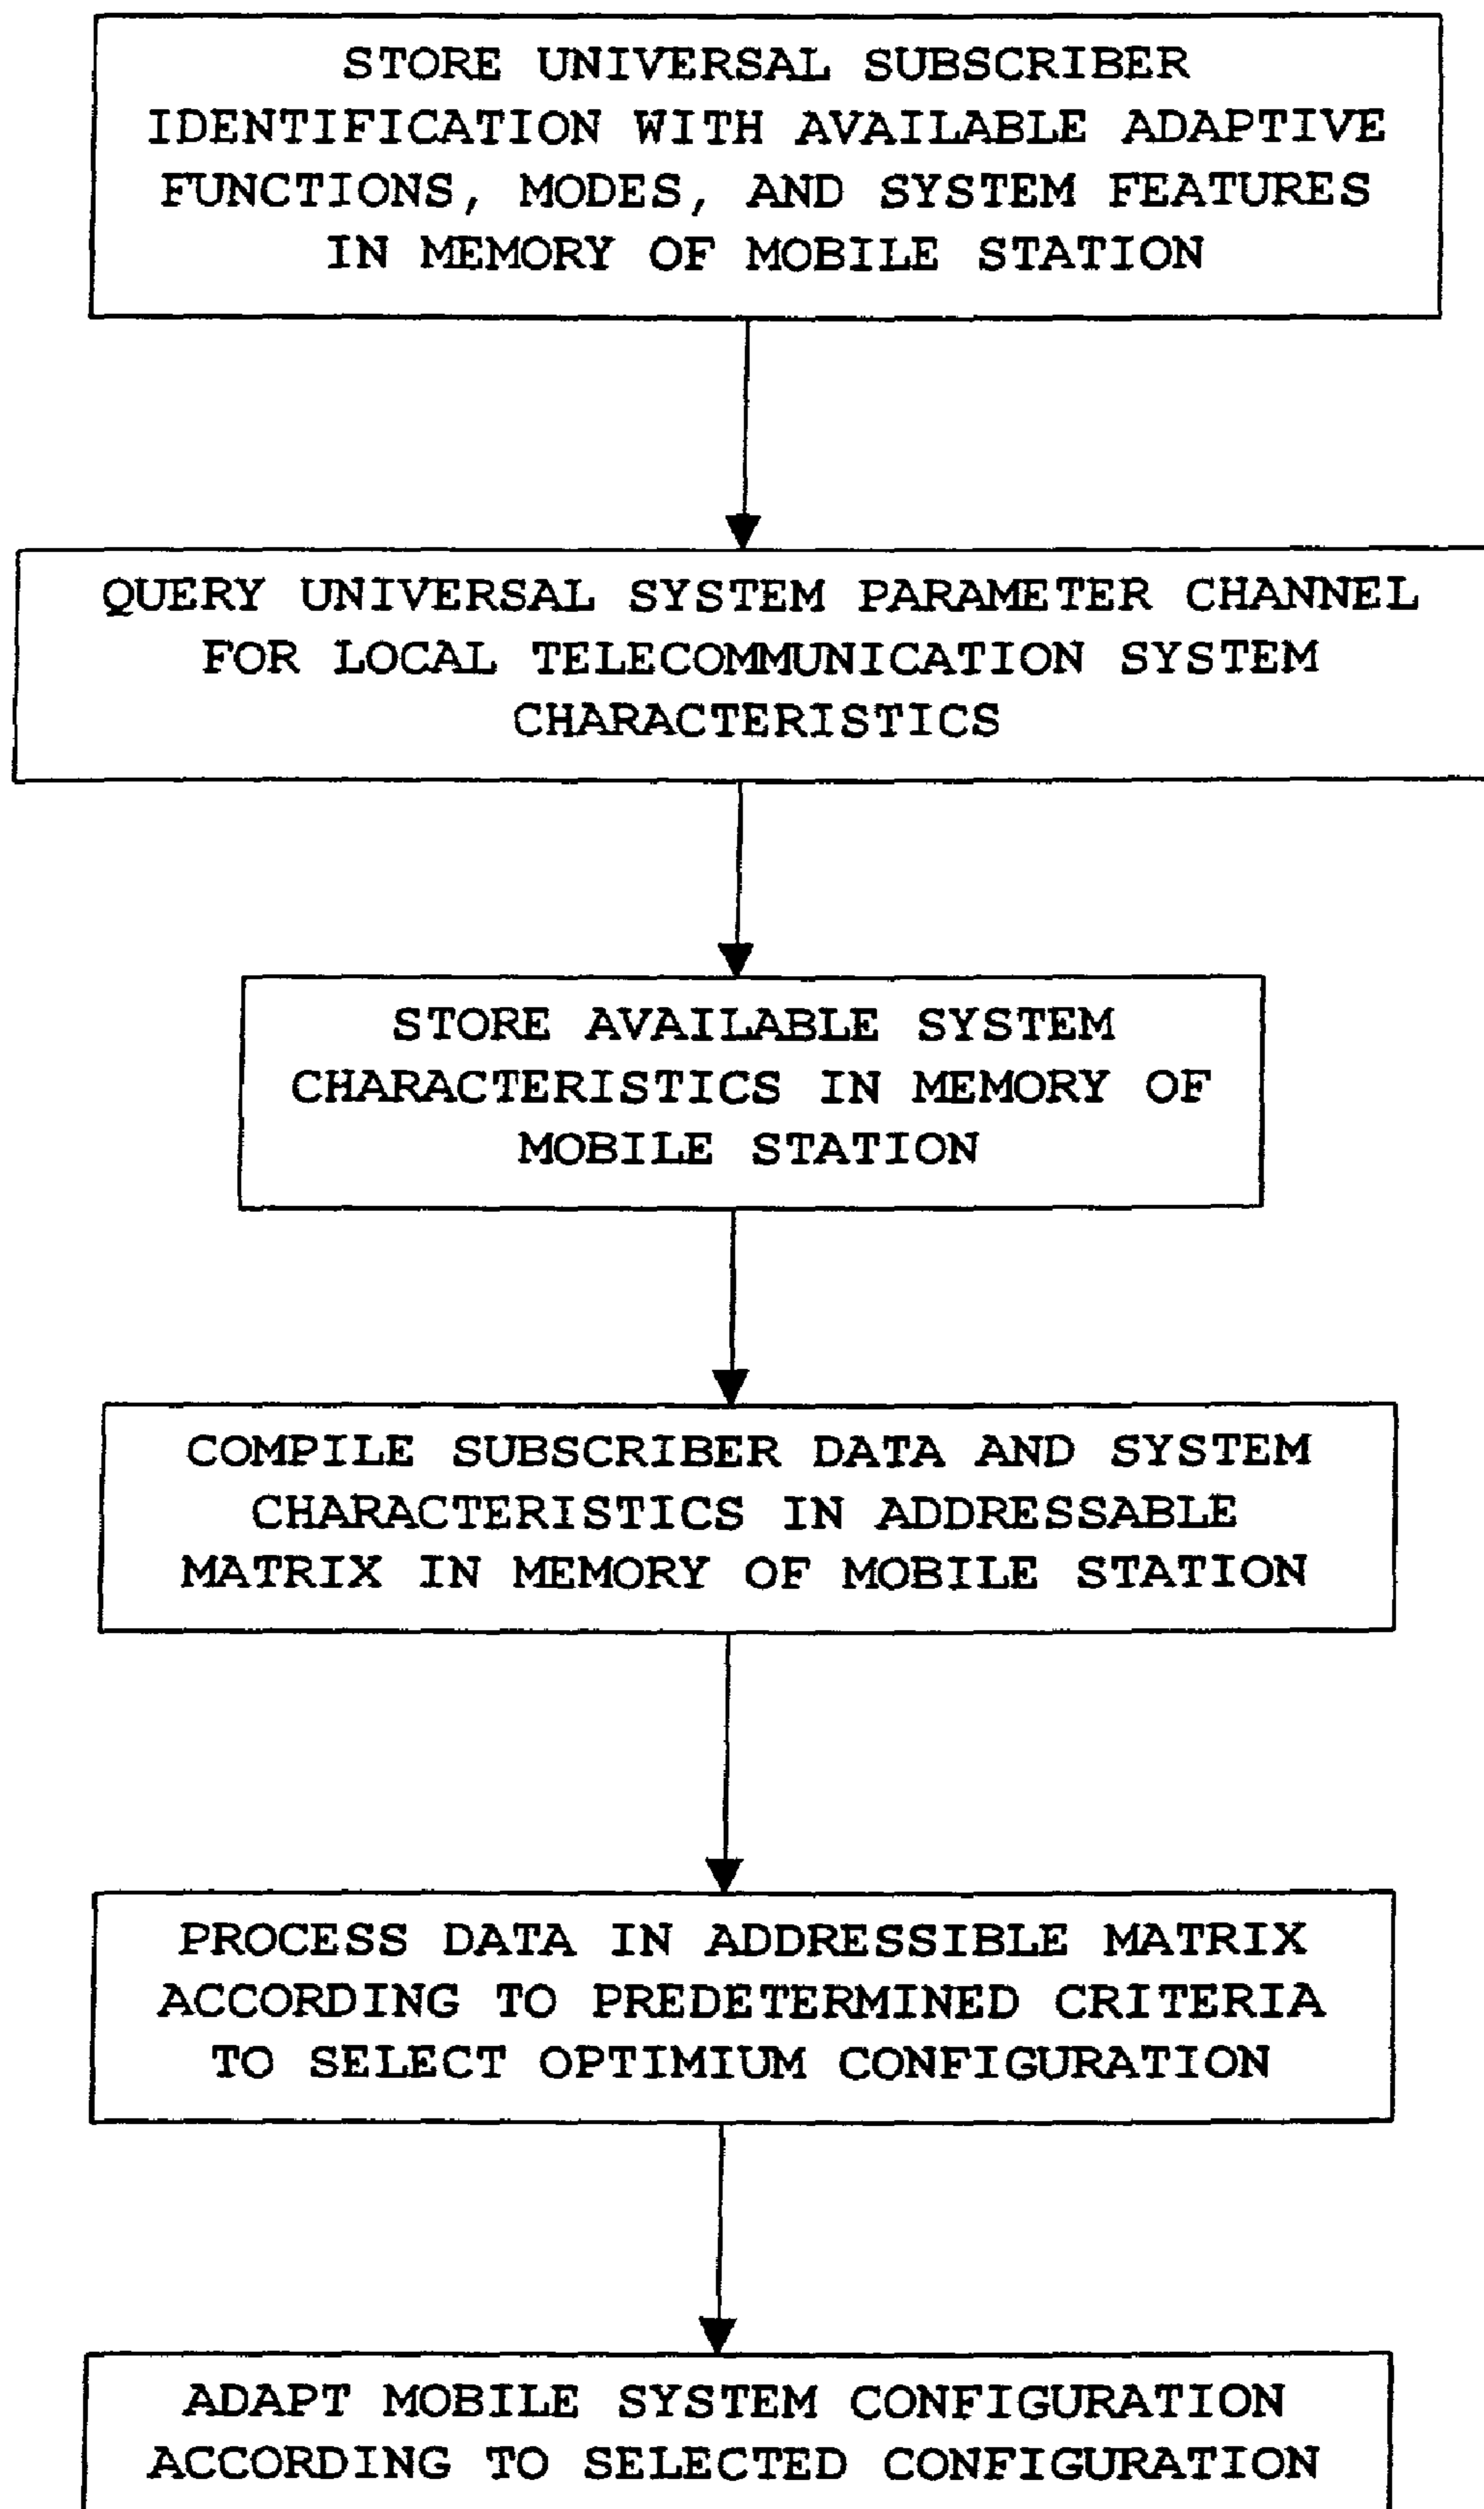 STORE UNIVERSAL SUBSCRIBER
IDENTIFICATION WITH AVAILABLE ADAPTIVE
FUNCTIONS, MODES, AND SYSTEM FEATURES
IN MEMORY OF MOBILE STATION
QUERY UNIVERSAL SYSTEM PARAMETER CHANNEL
FOR LOCAL TELECOMMUNICATION SYSTEM
CHARACTERISTICS
STORE AVAILABLE SYSTEM
CHARACTERISTICS IN MEMORY OF
MOBILE STATION
COMPILE SUBSCRIBER DATA AND SYSTEM
CHARACTERISTICS IN ADDRESSABLE
MATRIX IN MEMORY OF MOBILE STATION
PROCESS DATA IN ADDRESSIBLE MATRIX
ACCORDING TO PREDETERMINED CRITERIA
TO SELECT OPTIMIUM CONFIGURATION
ADAPT MOBILE SYSTEM CONFIGURATION
ACCORDING TO SELECTED CONFIGURATION